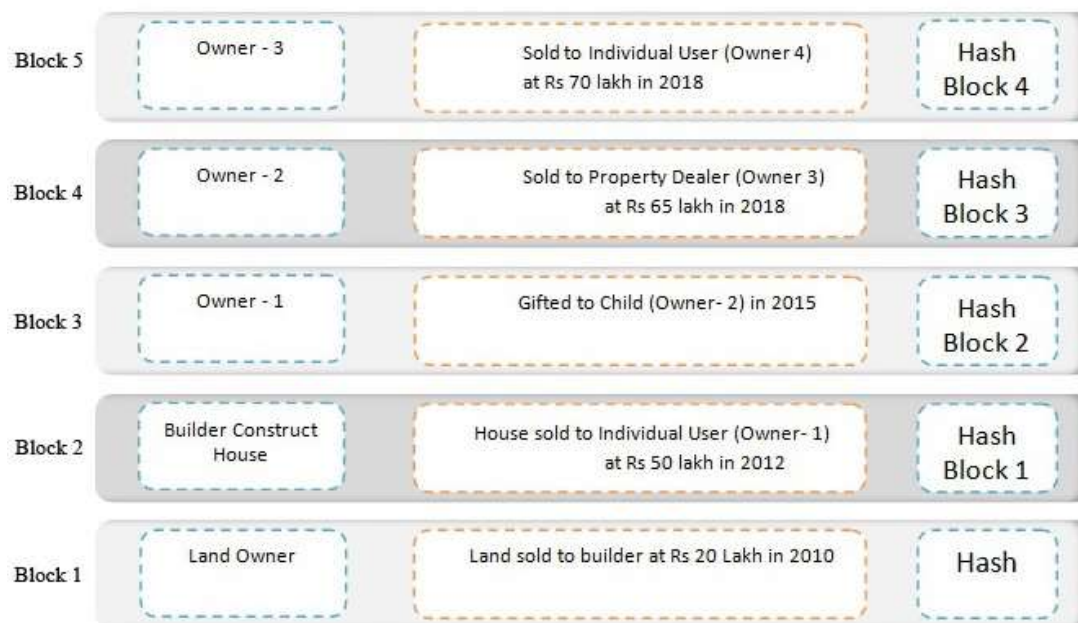 Block 5
Owner - 3
Sold to Individual User (Owner 4)
at Rs 70 lakh in 2018
Hash
Block 4
Block 4
Owner - 2
Sold to Property Dealer (Owner 3)
at Rs 65 lakh in 2018
Hash
Block 3
Block 3
Owner - 1
Gifted to Child (Owner- 2) in 2015
Hash
Block 2
Block 2
Builder Construct
House
House sold to Individual User (Owner- 1)
at Rs 50 lakh in 2012
Hash
Block 1
Block 1
Land Owner
Land sold to builder at Rs 20 Lakh in 2010
Hash